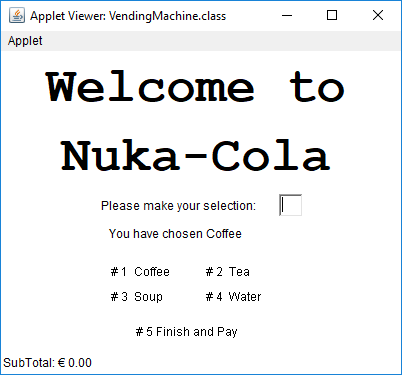 Applet Viewer: VendingMachine.class
Applet
Welcome to
Nuka-Cola
Please make your selection:
You have chosen Coffee
# 1 Coffee # 2 Tea
# 3 Soup # 4 Water
# 5 Finish and Pay
SubTotal: € 0.00